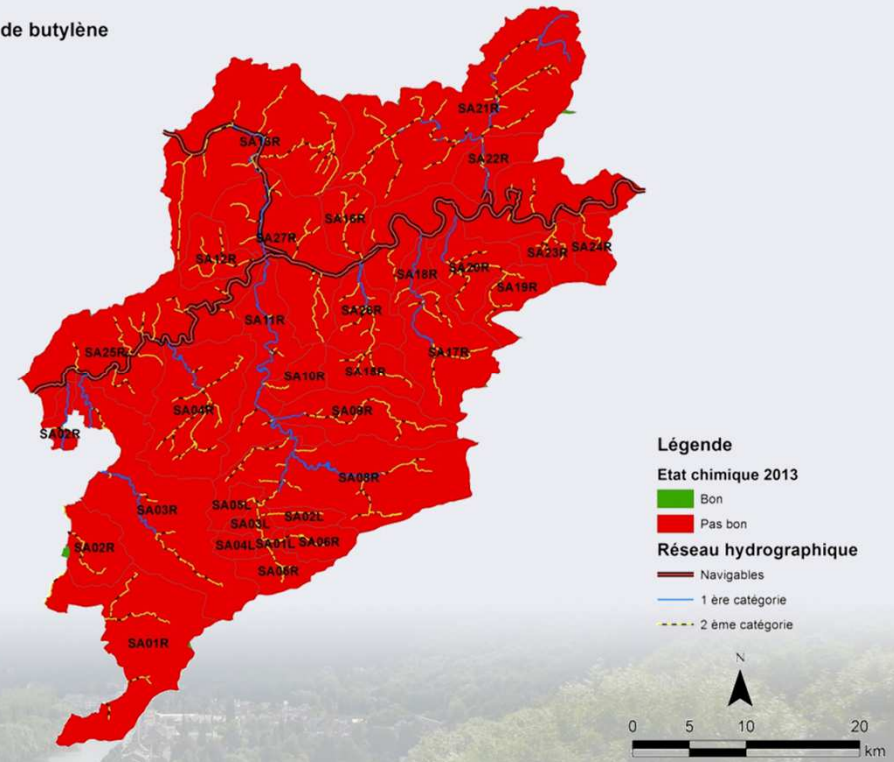 de butylène
SA21R
SA15R
SA22R
SA16R
SA27R
SA12R
SA23R
SA24R
SA18R
SA20R
SA19R
SA26R
SA11R
SA25R
SA17R
SA10R
SA18R
SA04R
SA09R
SA02R
SA08R
SA03R
SA05L
SA02L
SA03L
SA02R
SA04L
SA01L
SA06R
SA06R
SA01R
Légende
Etat chimique 2013
Bon
Pas bon
Réseau hydrographique
Navigables
1 ère catégorie
2 ème catégorie
N
0 5 10 20
km